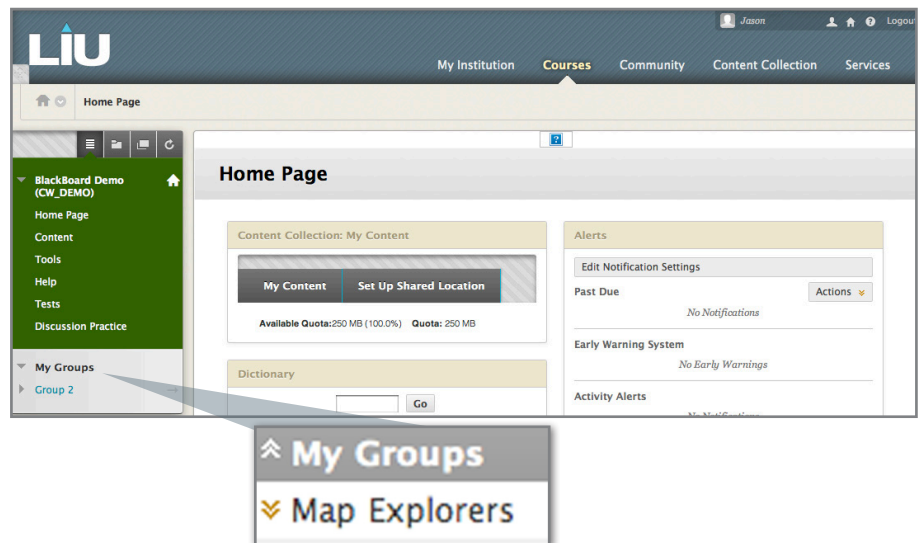 Jason
Logout
LIU
My Institution Courses Community Content Collection Services
Home Page
BlackBoard Demo
(CW_DEMO)
Home Page
Content
Tools
Help
Tests
Discussion Practice
My Groups
Group 2
?
Home Page
Content Collection: My Content
My Content Set Up Shared Location
Available Quota:250 MB (100.0%) Quota: 250 MB
Dictionary
Go
Alerts
Edit Notification Settings
Past Due
Actions
No Notifications
Early Warning System
No Early Warnings
Activity Alerts
No Notifications
My Groups
Map Explorers